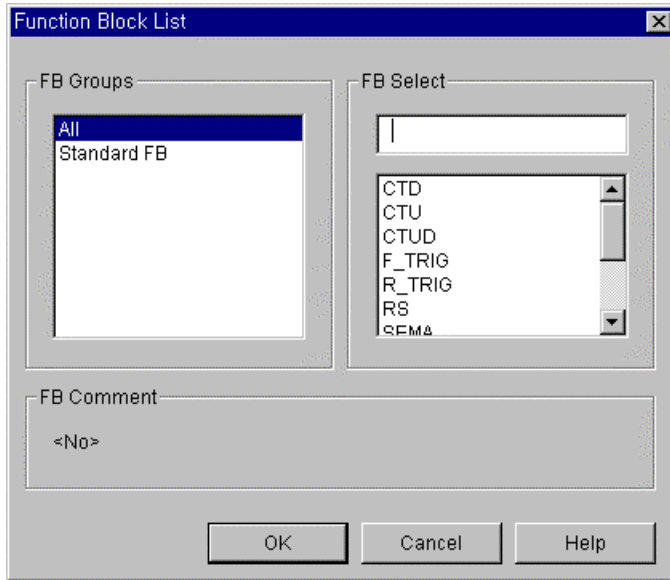 Function Block List
FB Groups
All
Standard FB
FB Select
CTD
CTU
CTUD
F_TRIG
R_TRIG
RS
SEMA
FB Comment
<No>
OK
Cancel
Help